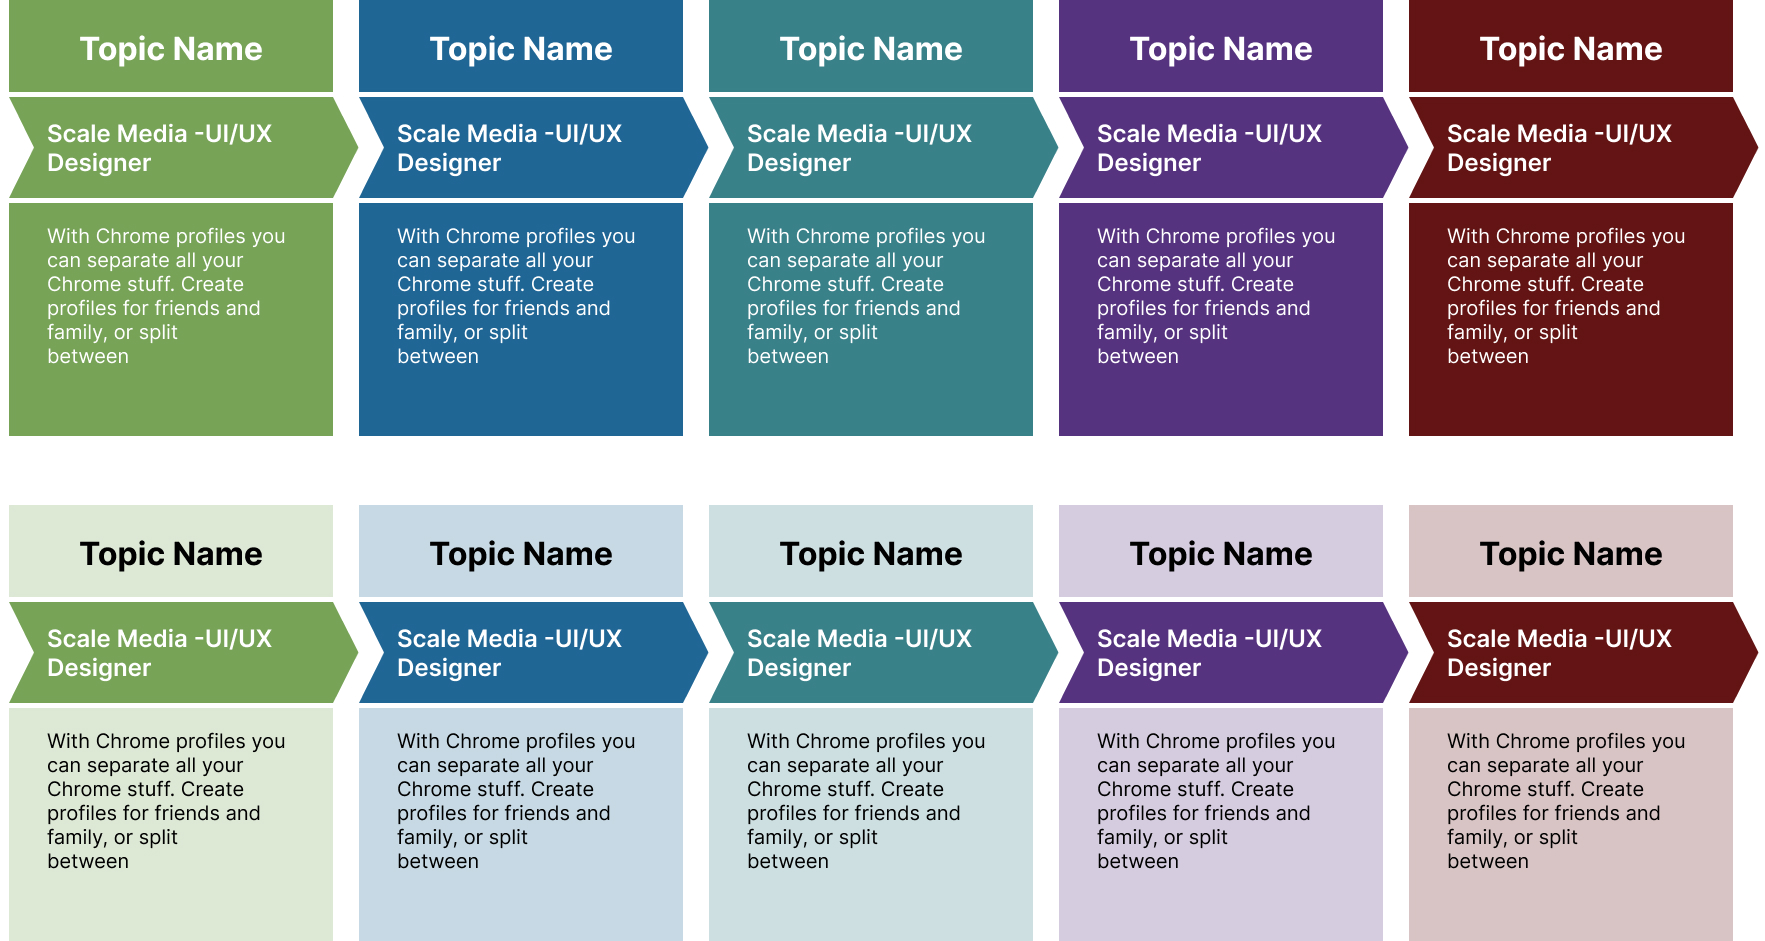 Topic Name
Topic Name
Topic Name
Topic Name
Topic Name
Scale Media -UI/UX
Designer
Scale Media -UI/UX
Designer
Scale Media -UI/UX
Designer
Scale Media -UI/UX
Designer
Scale Media -UI/UX
Designer
With Chrome profiles you
can separate all your
Chrome stuff. Create
profiles for friends and
family, or split
between
With Chrome profiles you
can separate all your
Chrome stuff. Create
profiles for friends and
family, or split
between
With Chrome profiles you
can separate all your
Chrome stuff. Create
profiles for friends and
family, or split
between
With Chrome profiles you
can separate all your
Chrome stuff. Create
profiles for friends and
family, or split
between
With Chrome profiles you
can separate all your
Chrome stuff. Create
profiles for friends and
family, or split
between
Topic Name
Topic Name
Topic Name
Topic Name
Topic Name
Scale Media -UI/UX
Designer
Scale Media -UI/UX
Designer
Scale Media -UI/UX
Designer
Scale Media -UI/UX
Designer
Scale Media -UI/UX
Designer
With Chrome profiles you
can separate all your
Chrome stuff. Create
profiles for friends and
family, or split
between
With Chrome profiles you
can separate all your
Chrome stuff. Create
profiles for friends and
family, or split
between
With Chrome profiles you
can separate all your
Chrome stuff. Create
profiles for friends and
family, or split
between
With Chrome profiles you
can separate all your
Chrome stuff. Create
profiles for friends and
family, or split
between
With Chrome profiles you
can separate all your
Chrome stuff. Create
profiles for friends and
family, or split
between